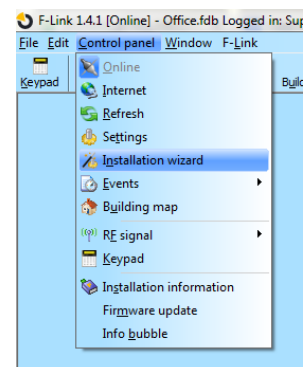 F-Link 1.4.1 [Online] - Office.fdb Logged in: Sup
File Edit Control panel Window F-Link
Keypad
Online
Internet
Refresh
Settings
Installation wizard
Events
Building map
RF signal
Keypad
Installation information
Firmware update
Info bubble